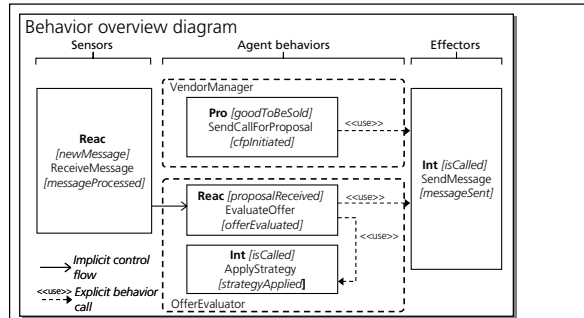 Behavior overview diagram
Sensors
Agent behaviors
Effectors
VendorManager
Pro [goodToBeSold]
SendCallForProposal
[cfpInitiated]
<<use>>
Reac
[newMessage]
ReceiveMessage
[messageProcessed]
Int [isCalled]
SendMessage
[messageSent]
Reac [proposalReceived]
EvaluateOffer
[offerEvaluated]
<<use>>
<<use>>
Int [isCalled]
ApplyStrategy
[strategyApplied]
OfferEvaluator
Implicit control
flow
<<use>> Explicit behavior
call